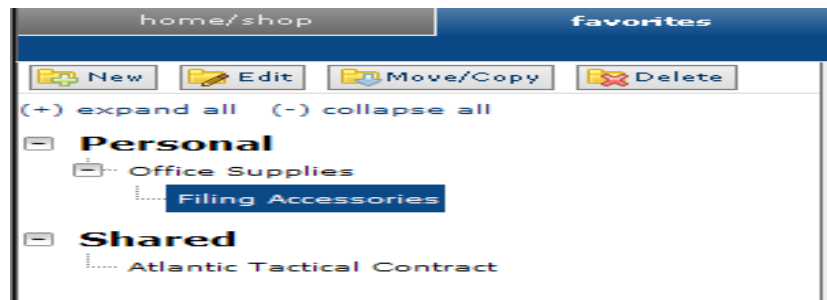 home/shop favorites
New Edit Move/Copy Delete
(+) expand all (-) collapse all
Personal
Office Supplies
Filing Accessories
Shared
Atlantic Tactical Contract